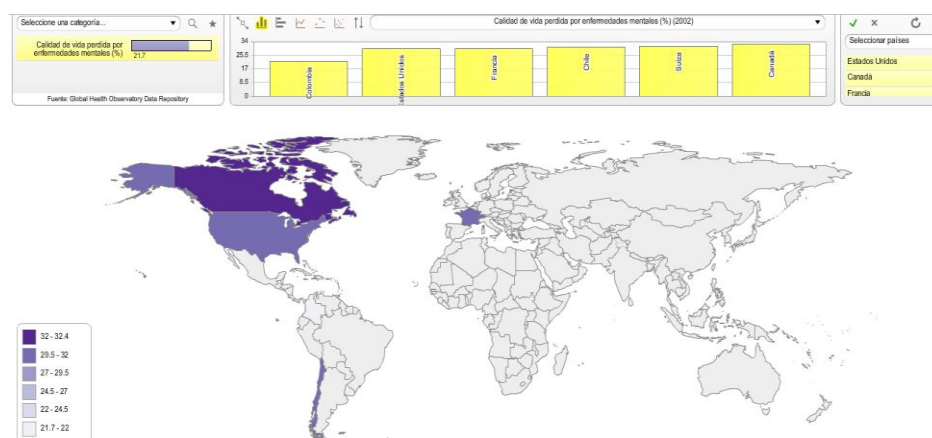 Seleccione una categoría...
Calidad de vida perdida por
enfermedades mentales (%)
21.7
Fuente: Global Health Observatory Data Repository
Calidad de vida perdida por enfermedades mentales (%) (2002)
34
25.5
17
8.5
0
Colombia
Estados Unidos
Francia
Chile
Suiza
Canadá
Seleccionar países
Estados Unidos
Canadá
Francia
32 - 32.4
29.5 - 32
27 - 29.5
24.5 - 27
22 - 24.5
21.7 - 22